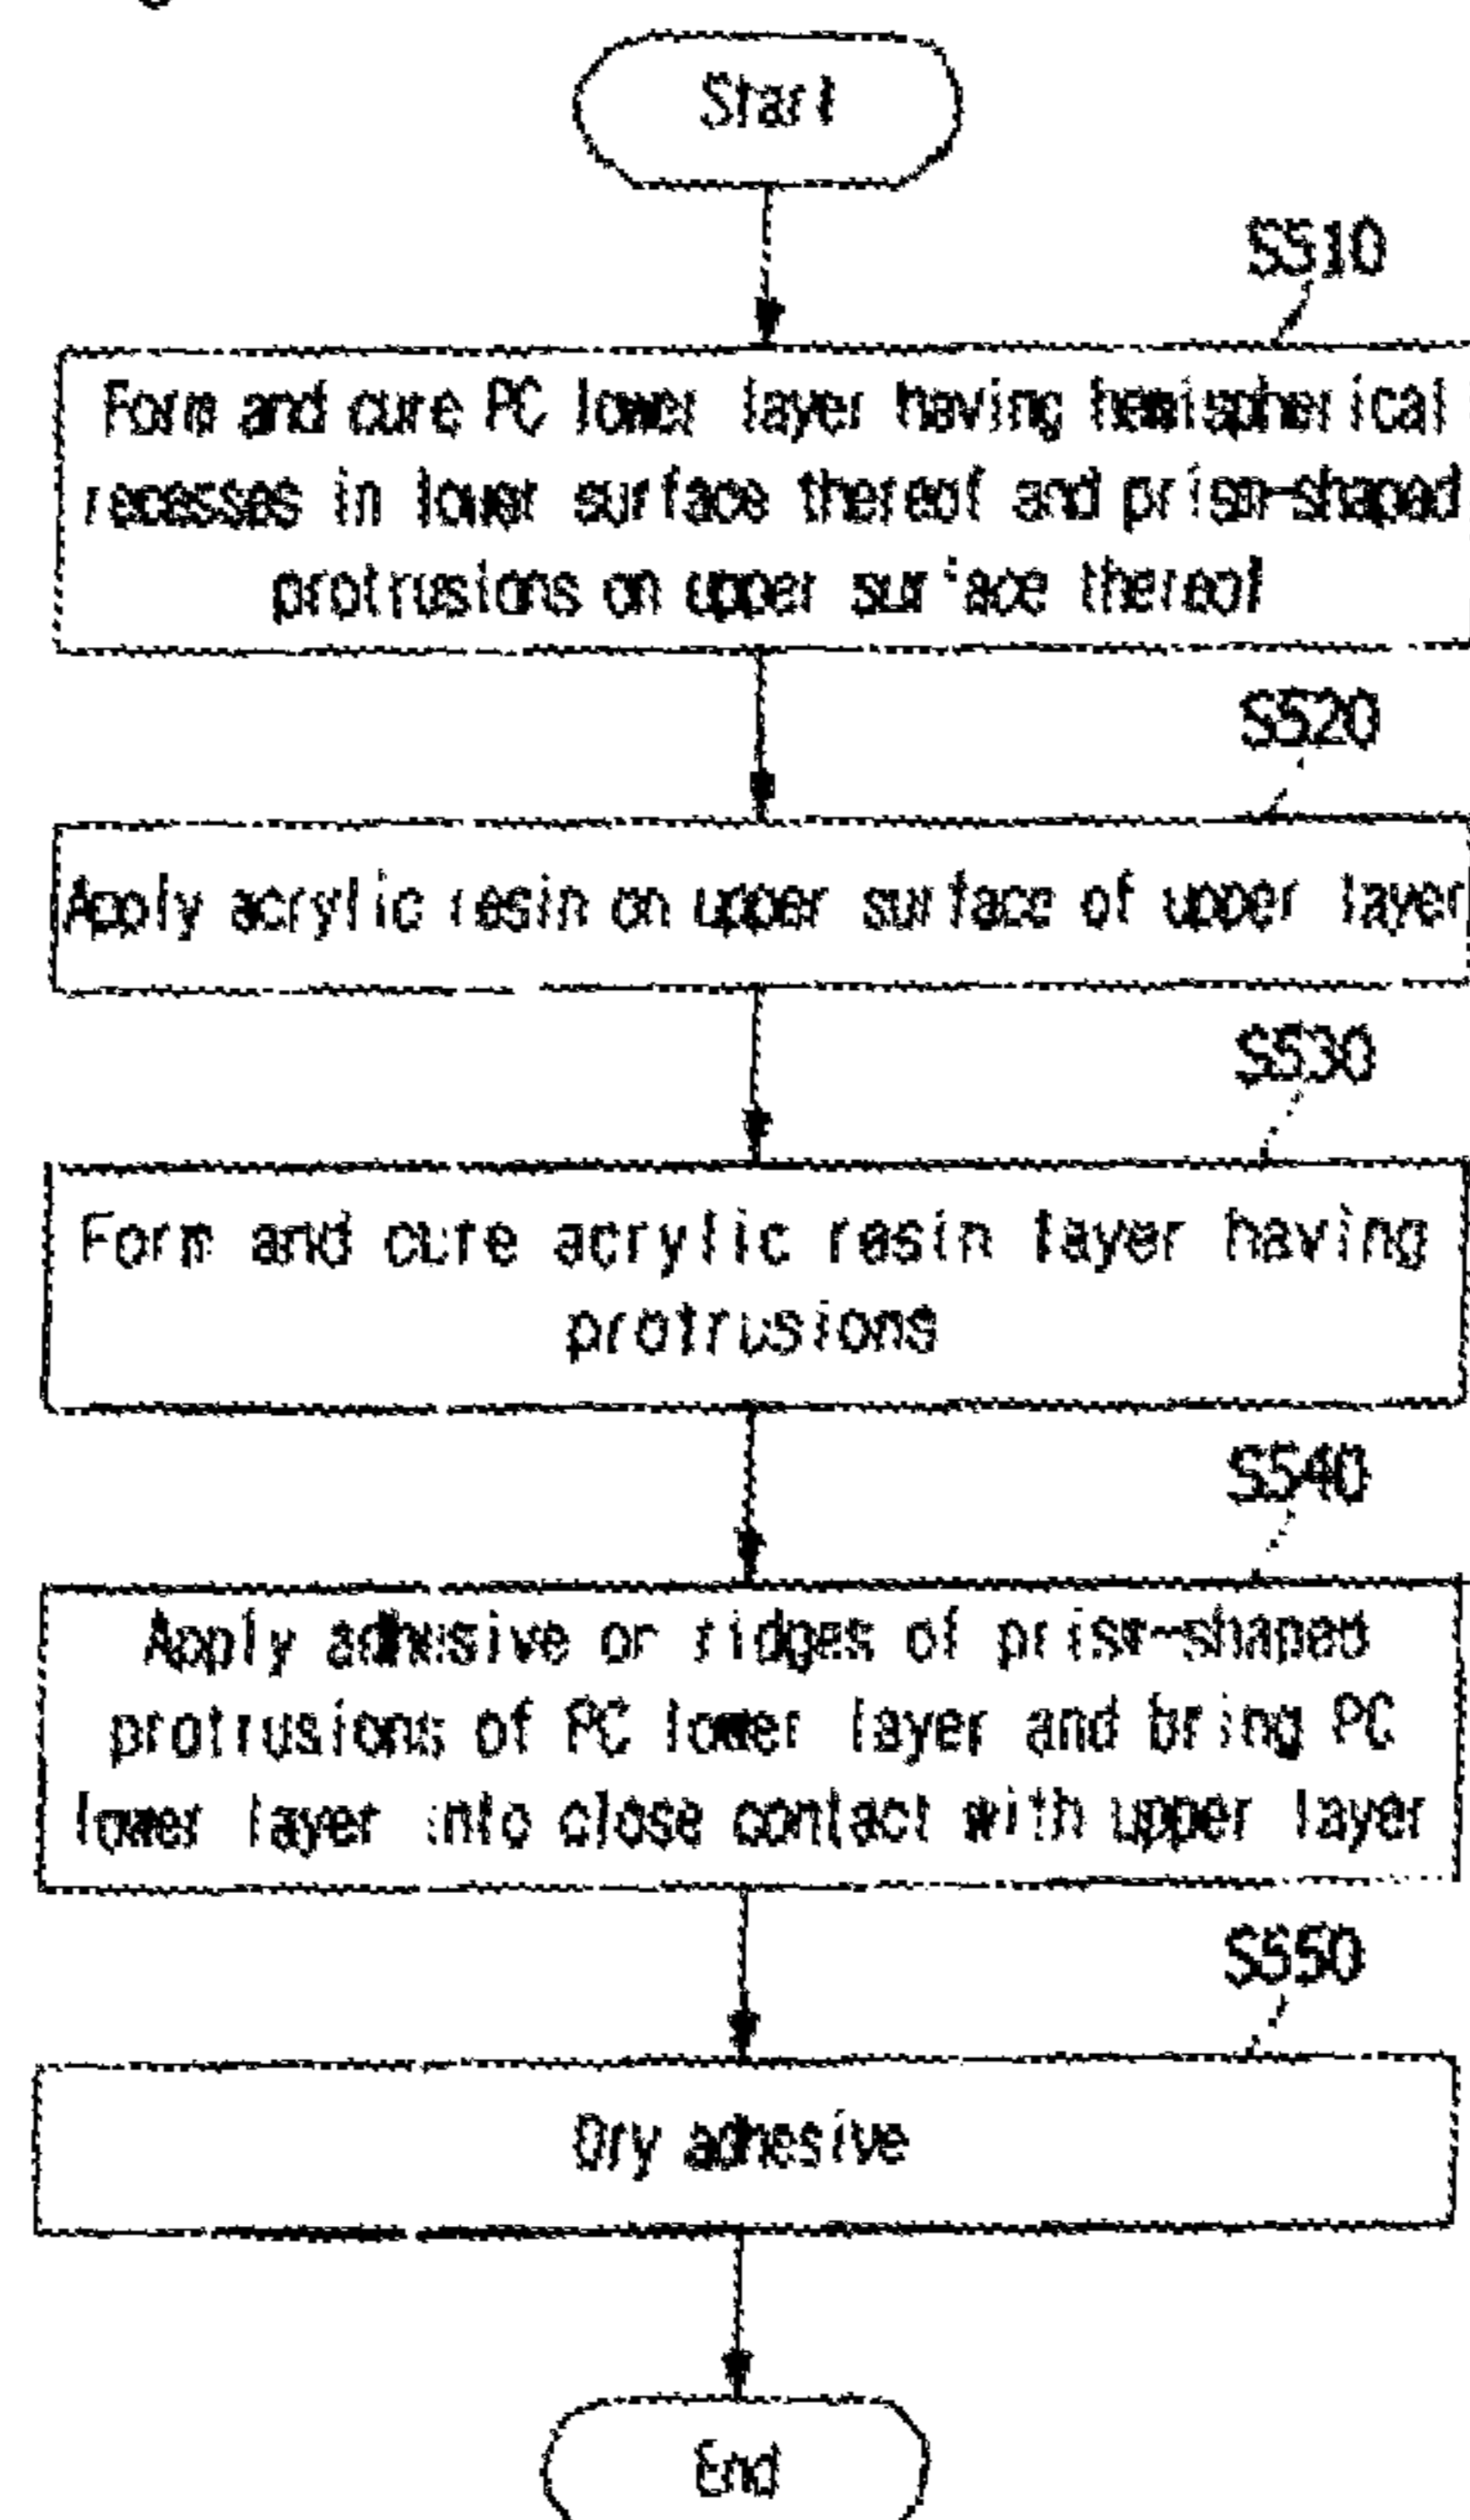 Start
S510
Form and cure PC lower layer having hemispherical
recesses in lower surface thereof and prism-shaped
protrusions on upper surface thereof
S520
Apply acrylic resin on upper surface of upper layer
S530
Form and cure acrylic resin layer having
protrusions
S540
Apply adhesive on ridges of prism-shaped
protrusions of PC lower layer and bring PC
lower layer into close contact with upper layer
S550
Dry adhesive
End